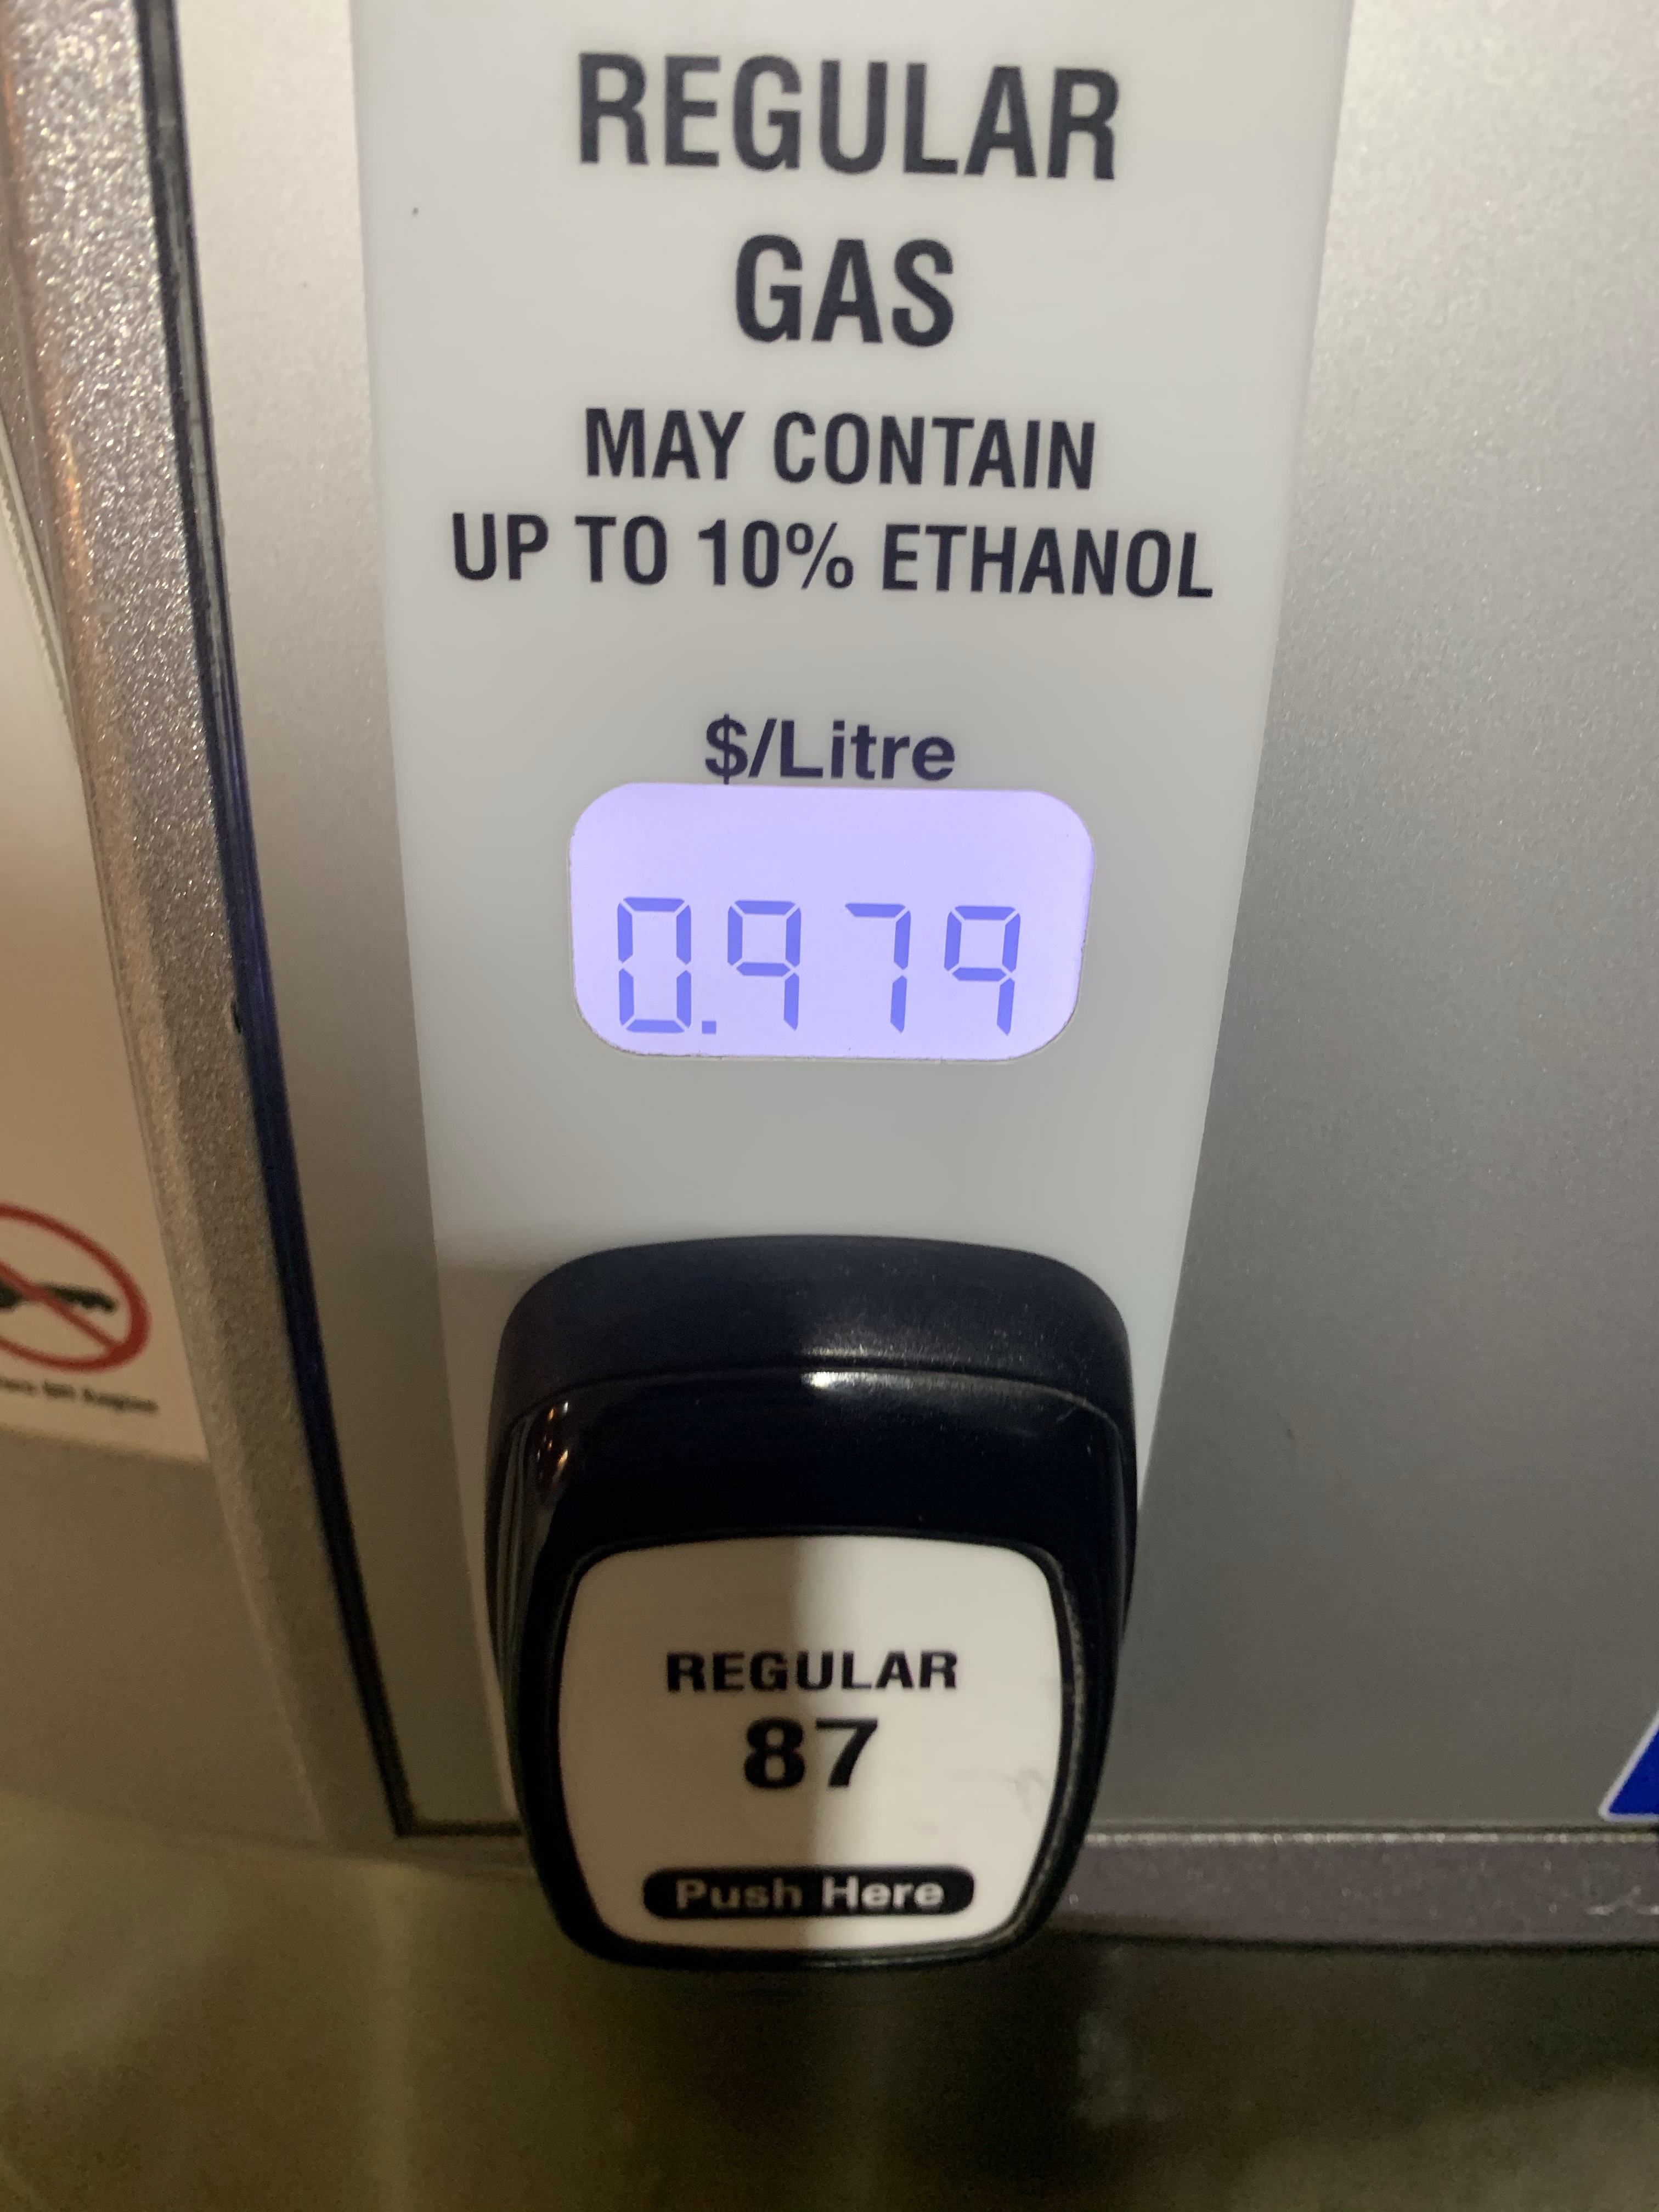 REGULAR
GAS
MAY CONTAIN
UP TO 10% ETHANOL
$/Litre
0.979
REGULAR
87
Push Here